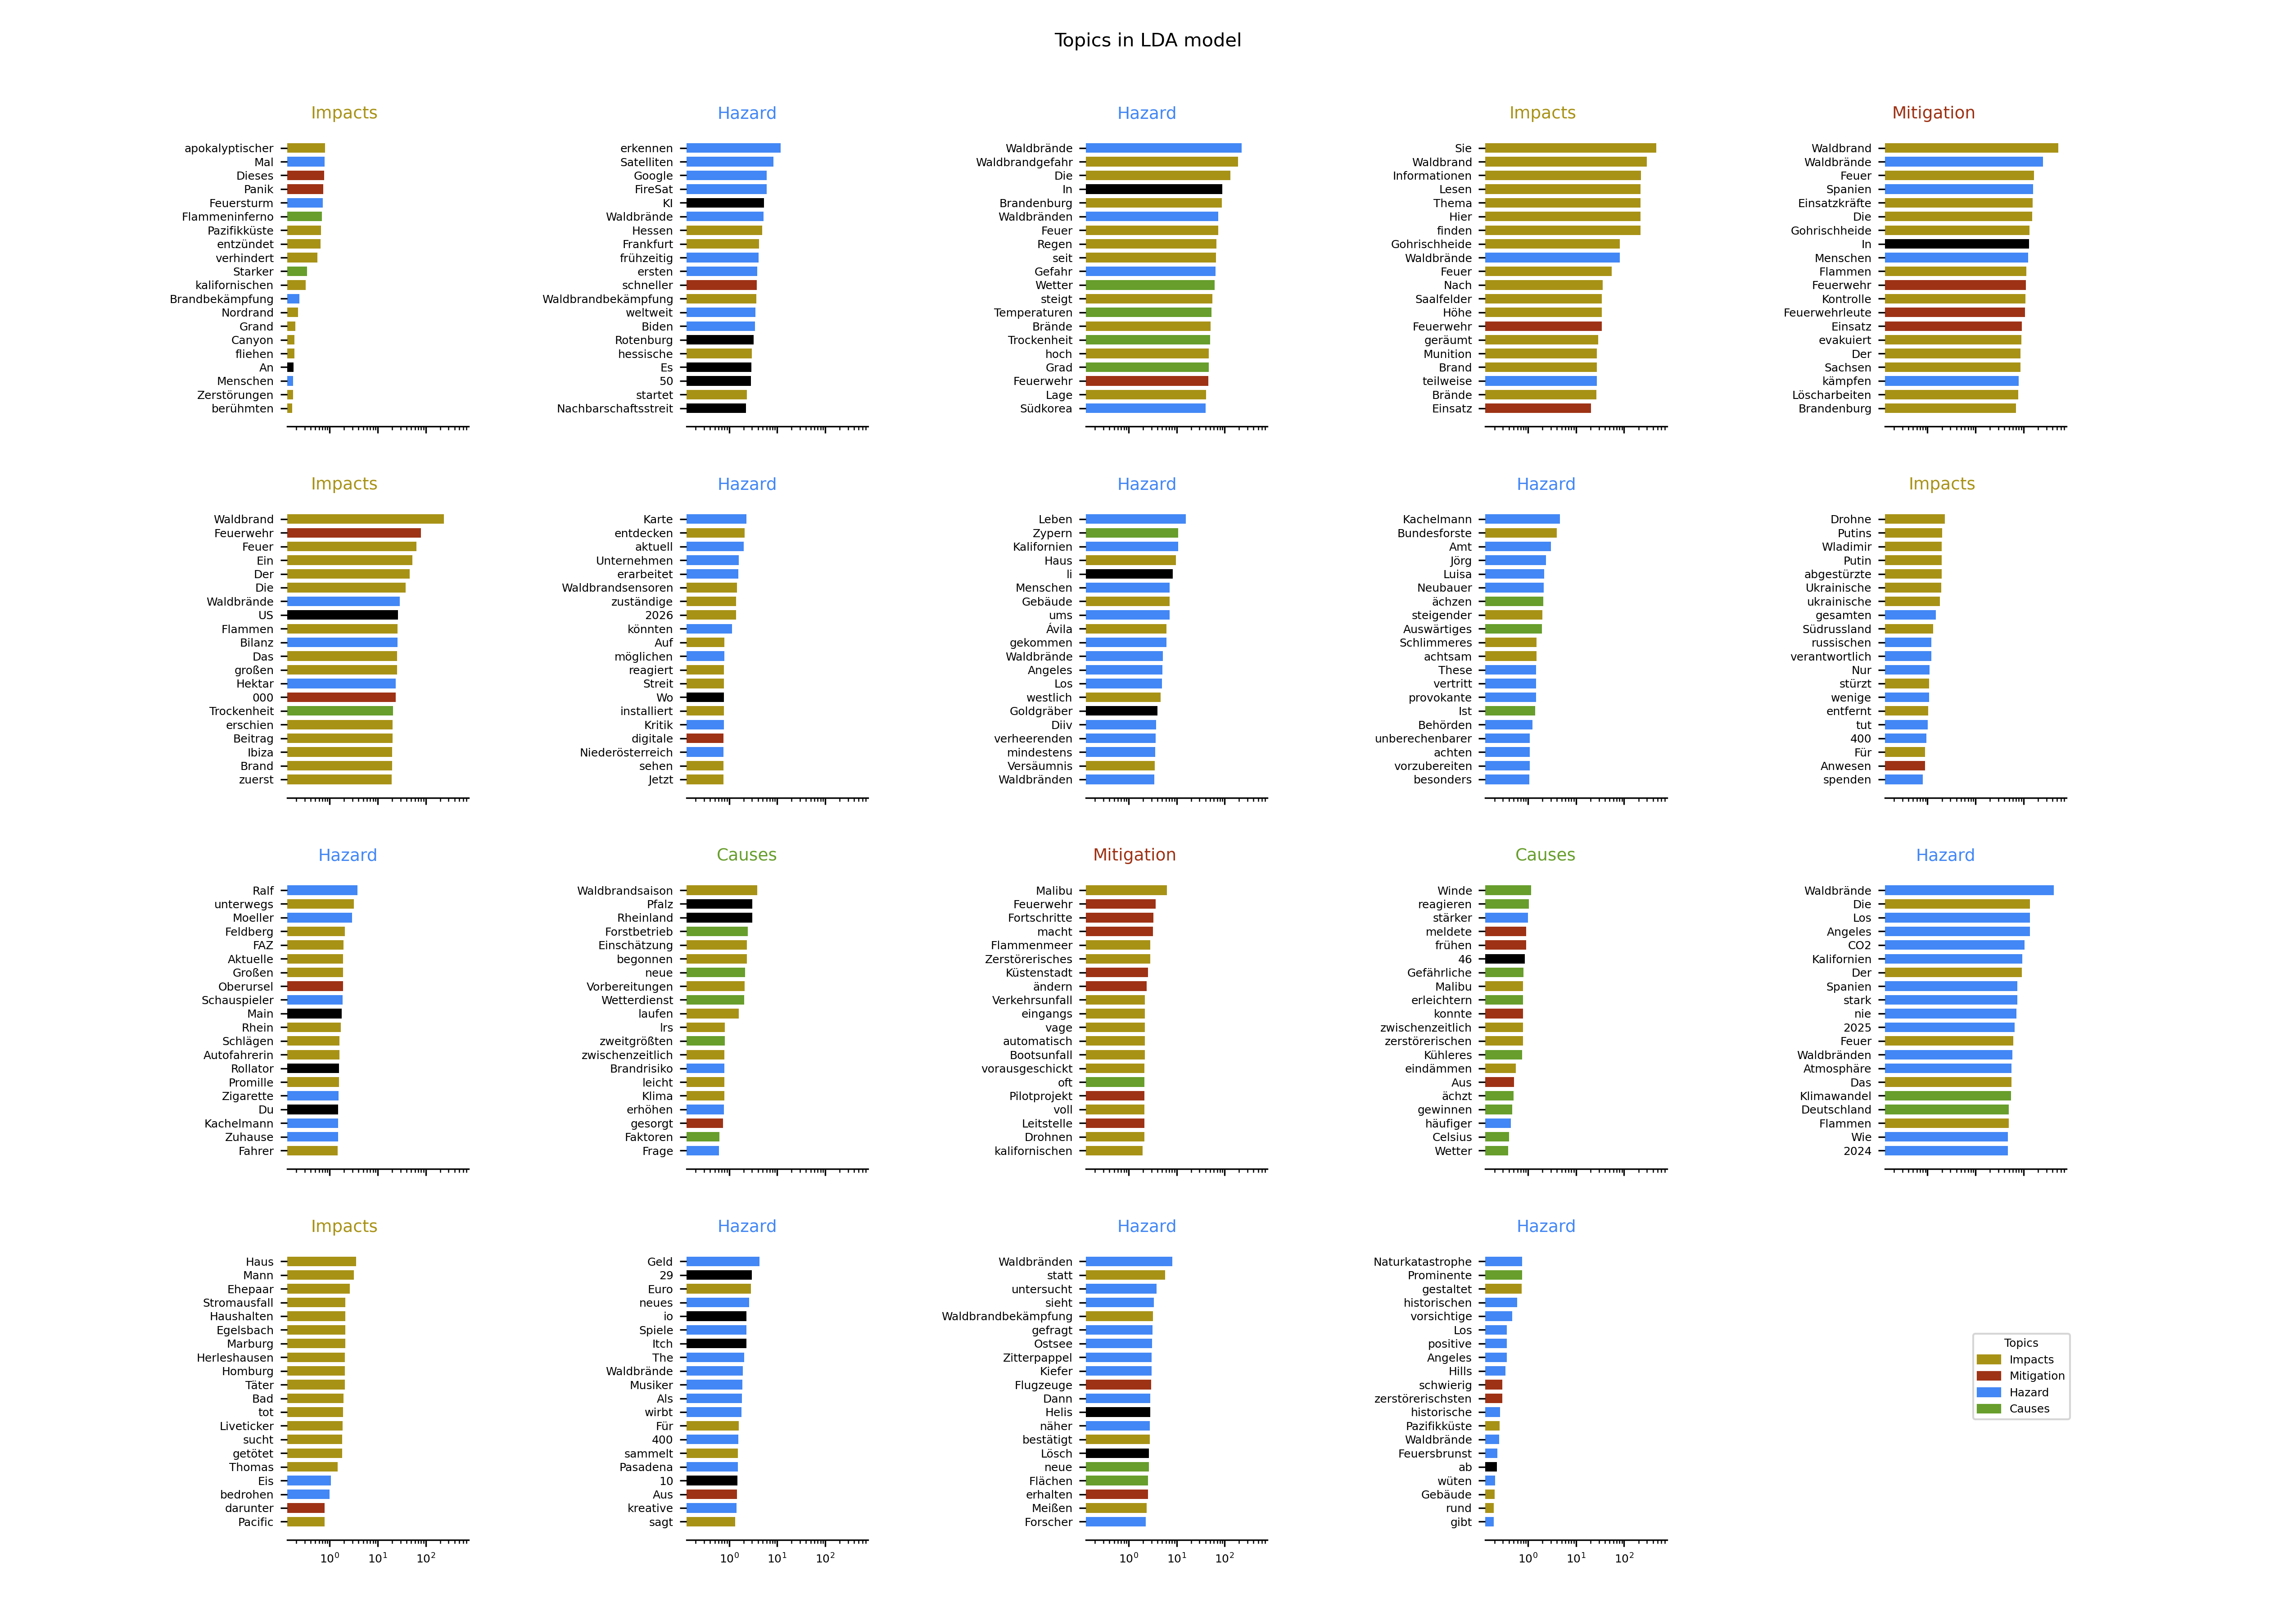 Topics in LDA model
Impacts
apokalyptischer
Mal
Dieses
Panik
Feuersturm
Flammeninferno
Pazifikküste
entzündet
verhindert
Starker
kalifornischen
Brandbekämpfung
Nordrand
Grand
Canyon
fliehen
An
Menschen
Zerstörungen
berühmten
Hazard
erkennen
Satelliten
Google
FireSat
KI
Waldbrände
Hessen
Frankfurt
frühzeitig
ersten
schneller
Waldbrandbekämpfung
weltweit
Biden
Rotenburg
hessische
Es
50
startet
Nachbarschaftsstreit
Hazard
Waldbrände
Waldbrandgefahr
Die
In
Brandenburg
Waldbränden
Feuer
Regen
seit
Gefahr
Wetter
steigt
Temperaturen
Brände
Trockenheit
hoch
Grad
Feuerwehr
Lage
Südkorea
Impacts
Sie
Waldbrand
Informationen
Lesen
Thema
Hier
finden
Gohrischheide
Waldbrände
Feuer
Nach
Saalfelder
Höhe
Feuerwehr
geräumt
Munition
Brand
teilweise
Brände
Einsatz
Mitigation
Waldbrand
Waldbrände
Feuer
Spanien
Einsatzkräfte
Die
Gohrischheide
In
Menschen
Flammen
Feuerwehr
Kontrolle
Feuerwehrleute
Einsatz
evakuiert
Der
Sachsen
kämpfen
Löscharbeiten
Brandenburg
Impacts
Waldbrand
Feuerwehr
Feuer
Ein
Der
Die
Waldbrände
US
Flammen
Bilanz
Das
großen
Hektar
000
Trockenheit
erschien
Beitrag
Ibiza
Brand
zuerst
Hazard
Karte
entdecken
aktuell
Unternehmen
erarbeitet
Waldbrandsensoren
zuständige
2026
könnten
Auf
möglichen
reagiert
Streit
Wo
installiert
Kritik
digitale
Niederösterreich
sehen
Jetzt
Hazard
Leben
Zypern
Kalifornien
Haus
li
Menschen
Gebäude
ums
Ávila
gekommen
Waldbrände
Angeles
Los
westlich
Goldgräber
Diiv
verheerenden
mindestens
Versäumnis
Waldbränden
Hazard
Kachelmann
Bundesforste
Amt
Jörg
Luisa
Neubauer
ächzen
steigender
Auswärtiges
Schlimmeres
achtsam
These
vertritt
provokante
Ist
Behörden
unberechenbarer
achten
vorzubereiten
besonders
Impacts
Drohne
Putins
Wladimir
Putin
abgestürzte
Ukrainische
ukrainische
gesamten
Südrussland
russischen
verantwortlich
Nur
stürzt
wenige
entfernt
tut
400
Für
Anwesen
spenden
Hazard
Ralf
unterwegs
Moeller
Feldberg
FAZ
Aktuelle
Großen
Oberursel
Schauspieler
Main
Rhein
Schlägen
Autofahrerin
Rollator
Promille
Zigarette
Du
Kachelmann
Zuhause
Fahrer
Causes
Waldbrandsaison
Pfalz
Rheinland
Forstbetrieb
Einschätzung
begonnen
neue
Vorbereitungen
Wetterdienst
laufen
Irs
zweitgrößten
zwischenzeitlich
Brandrisiko
leicht
Klima
erhöhen
gesorgt
Faktoren
Frage
Mitigation
Malibu
Feuerwehr
Fortschritte
macht
Flammenmeer
Zerstörerisches
Küstenstadt
ändern
Verkehrsunfall
eingangs
vage
automatisch
Bootsunfall
vorausgeschickt
oft
Pilotprojekt
voll
Leitstelle
Drohnen
kalifornischen
Causes
Winde
reagieren
stärker
meldete
frühen
46
Gefährliche
Malibu
erleichtern
konnte
zwischenzeitlich
zerstörerischen
Kühleres
eindämmen
Aus
ächzt
gewinnen
häufiger
Celsius
Wetter
Hazard
Waldbrände
Die
Los
Angeles
CO2
Kalifornien
Der
Spanien
stark
nie
2025
Feuer
Waldbränden
Atmosphäre
Das
Klimawandel
Deutschland
Flammen
Wie
2024
Impacts
Haus
Mann
Ehepaar
Stromausfall
Haushalten
Egelsbach
Marburg
Herleshausen
Homburg
Täter
Bad
tot
Liveticker
sucht
getötet
Thomas
Eis
bedrohen
darunter
Pacific
10⁰ 10¹ 10²
Hazard
Geld
29
Euro
neues
io
Spiele
Itch
The
Waldbrände
Musiker
Als
wirbt
Für
400
sammelt
Pasadena
10
Aus
kreative
sagt
10⁰ 10¹ 10²
Hazard
Waldbränden
statt
untersucht
sieht
Waldbrandbekämpfung
gefragt
Ostsee
Zitterpappel
Kiefer
Flugzeuge
Dann
Helis
näher
bestätigt
Lösch
neue
Flächen
erhalten
Meißen
Forscher
10⁰ 10¹ 10²
Hazard
Naturkatastrophe
Prominente
gestaltet
historischen
vorsichtige
Los
positive
Angeles
Hills
schwierig
zerstörerischsten
historische
Pazifikküste
Waldbrände
Feuersbrunst
ab
wüten
Gebäude
rund
gibt
10⁰ 10¹ 10²
Topics
Impacts
Mitigation
Hazard
Causes